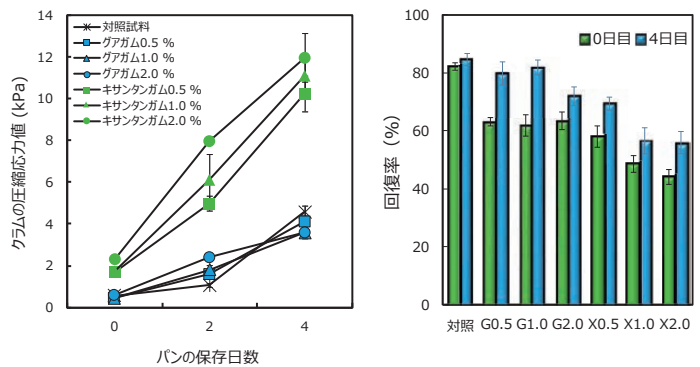 クラムの圧縮応力値 (kPa)
14
12
10
8
6
4
2
0
対照試料
グアガム0.5 %
グアガム1.0 %
グアガム2.0 %
キサンタンガム0.5 %
キサンタンガム1.0 %
キサンタンガム2.0 %
0 2 4
パンの保存日数
回復率 (%)
100
80
60
40
20
0
0日目 4日目
対照 G0.5 G1.0 G2.0 X0.5 X1.0 X2.0